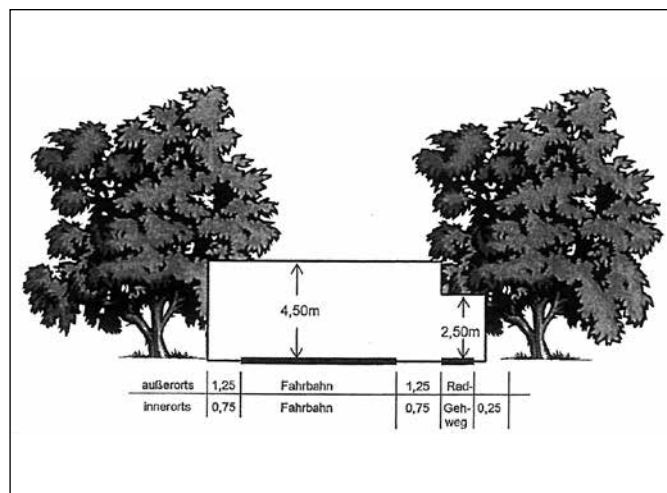 4,50m
2,50m
außerorts 1,25 Fahrbahn 1,25 Rad-
innerorts 0,75 Fahrbahn 0,75 Geh- 0,25
weg